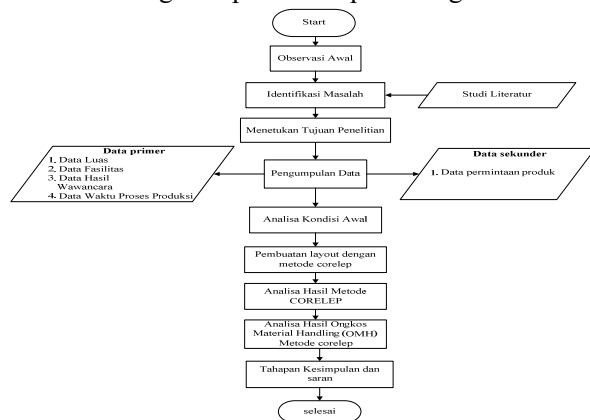 Start
Observasi Awal
Identifikasi Masalah
Studi Literatur
Menetukan Tujuan Penelitian
Data primer
1. Data Luas
2. Data Fasilitas
3. Data Hasil
Wawancara
4. Data Waktu Proses Produksi
Pengumpulan Data
Data sekunder
1. Data permintaan produk
Analisa Kondisi Awal
Pembuatan layout dengan
metode corelep
Analisa Hasil Metode
CORELEP
Analisa Hasil Ongkos
Material Handling (OMH)
Metode corelep
Tahapan Kesimpulan dan
saran
selesai